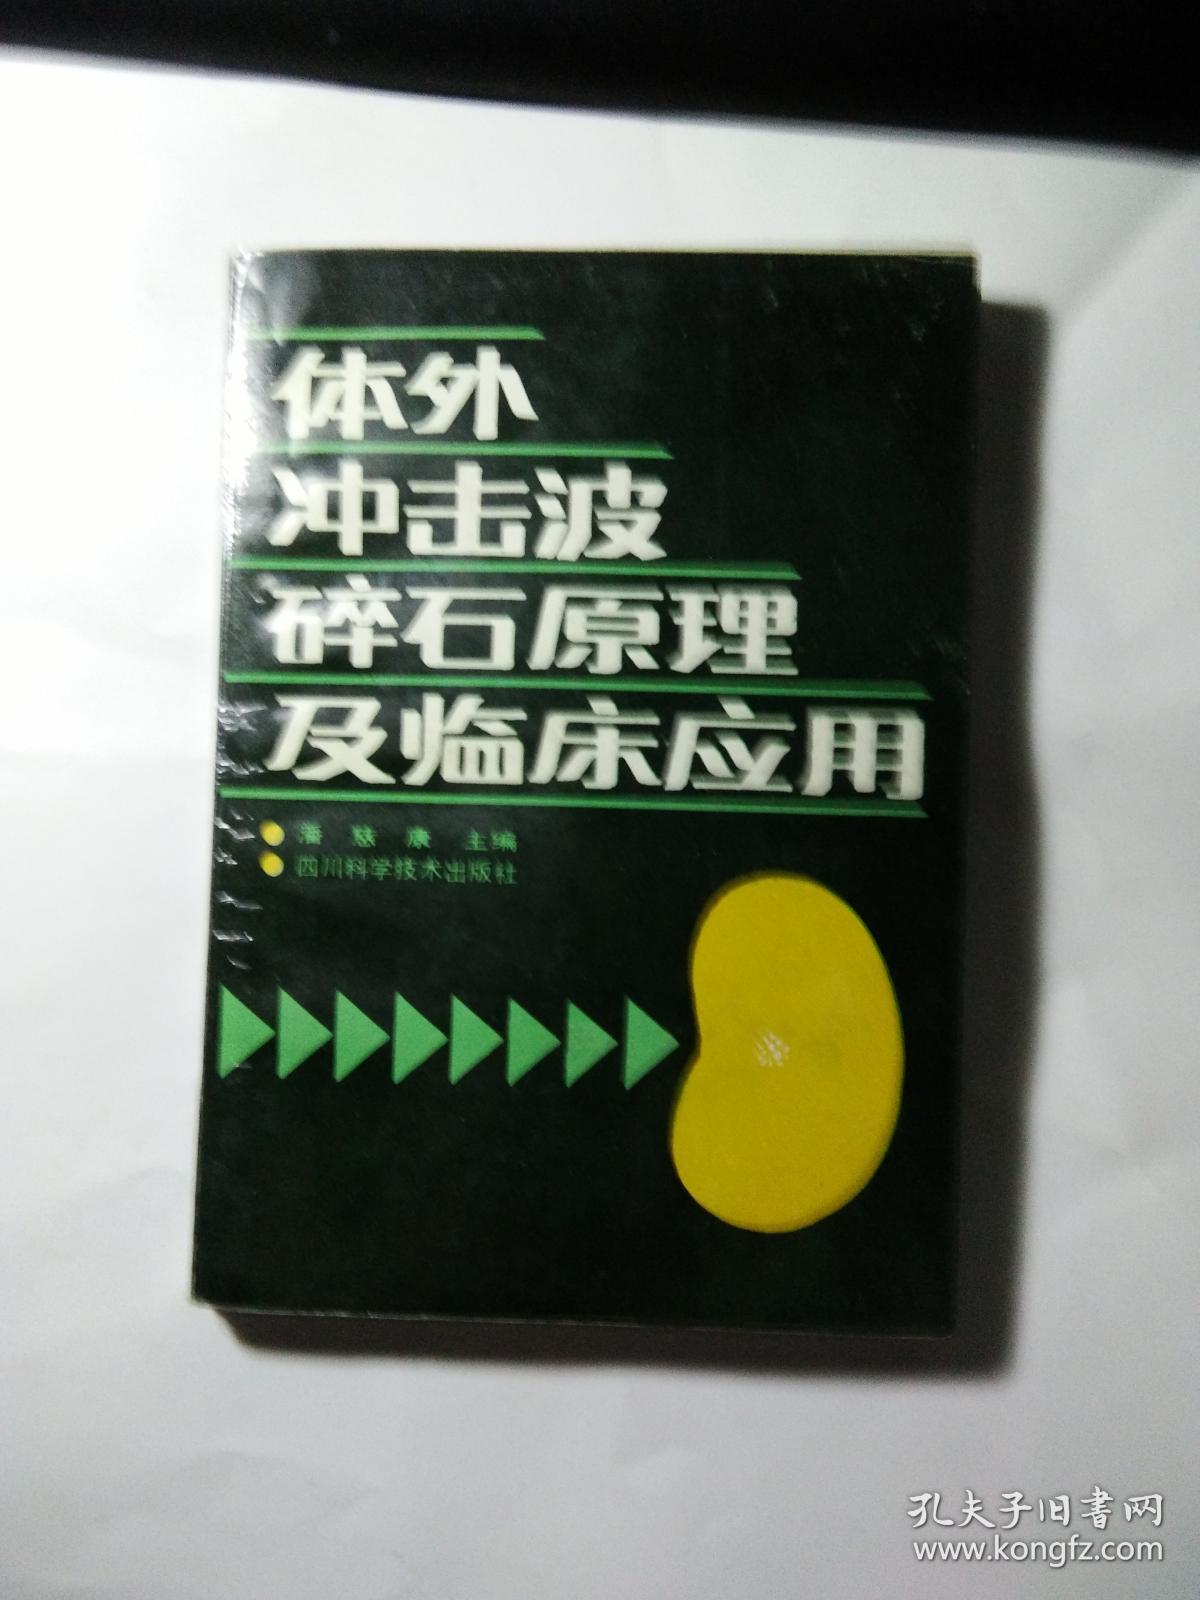 体外
冲击波
碎石原理
及临床应用
潘慈康 主编
四川科学技术出版社
孔夫子旧书网
www.kongfz.com